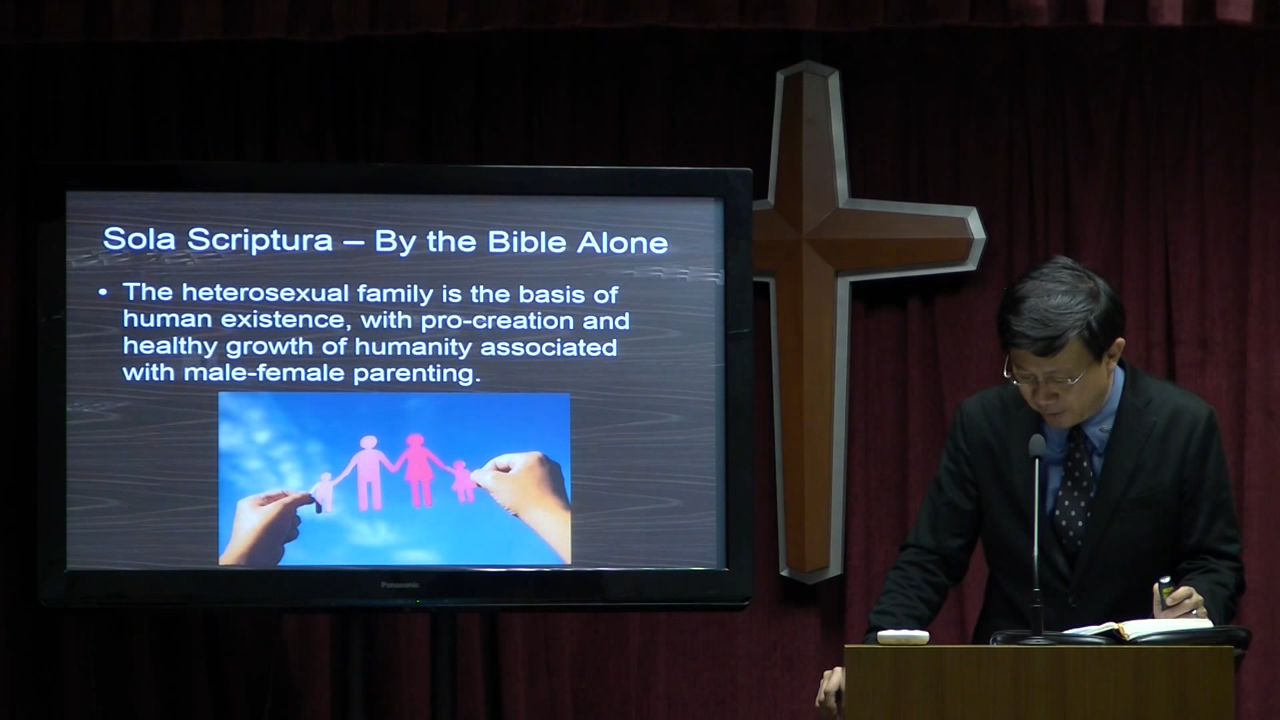 Sola Scriptura – By the Bible Alone
• The heterosexual family is the basis of
human existence, with pro-creation and
healthy growth of humanity associated
with male-female parenting.
Panasonic